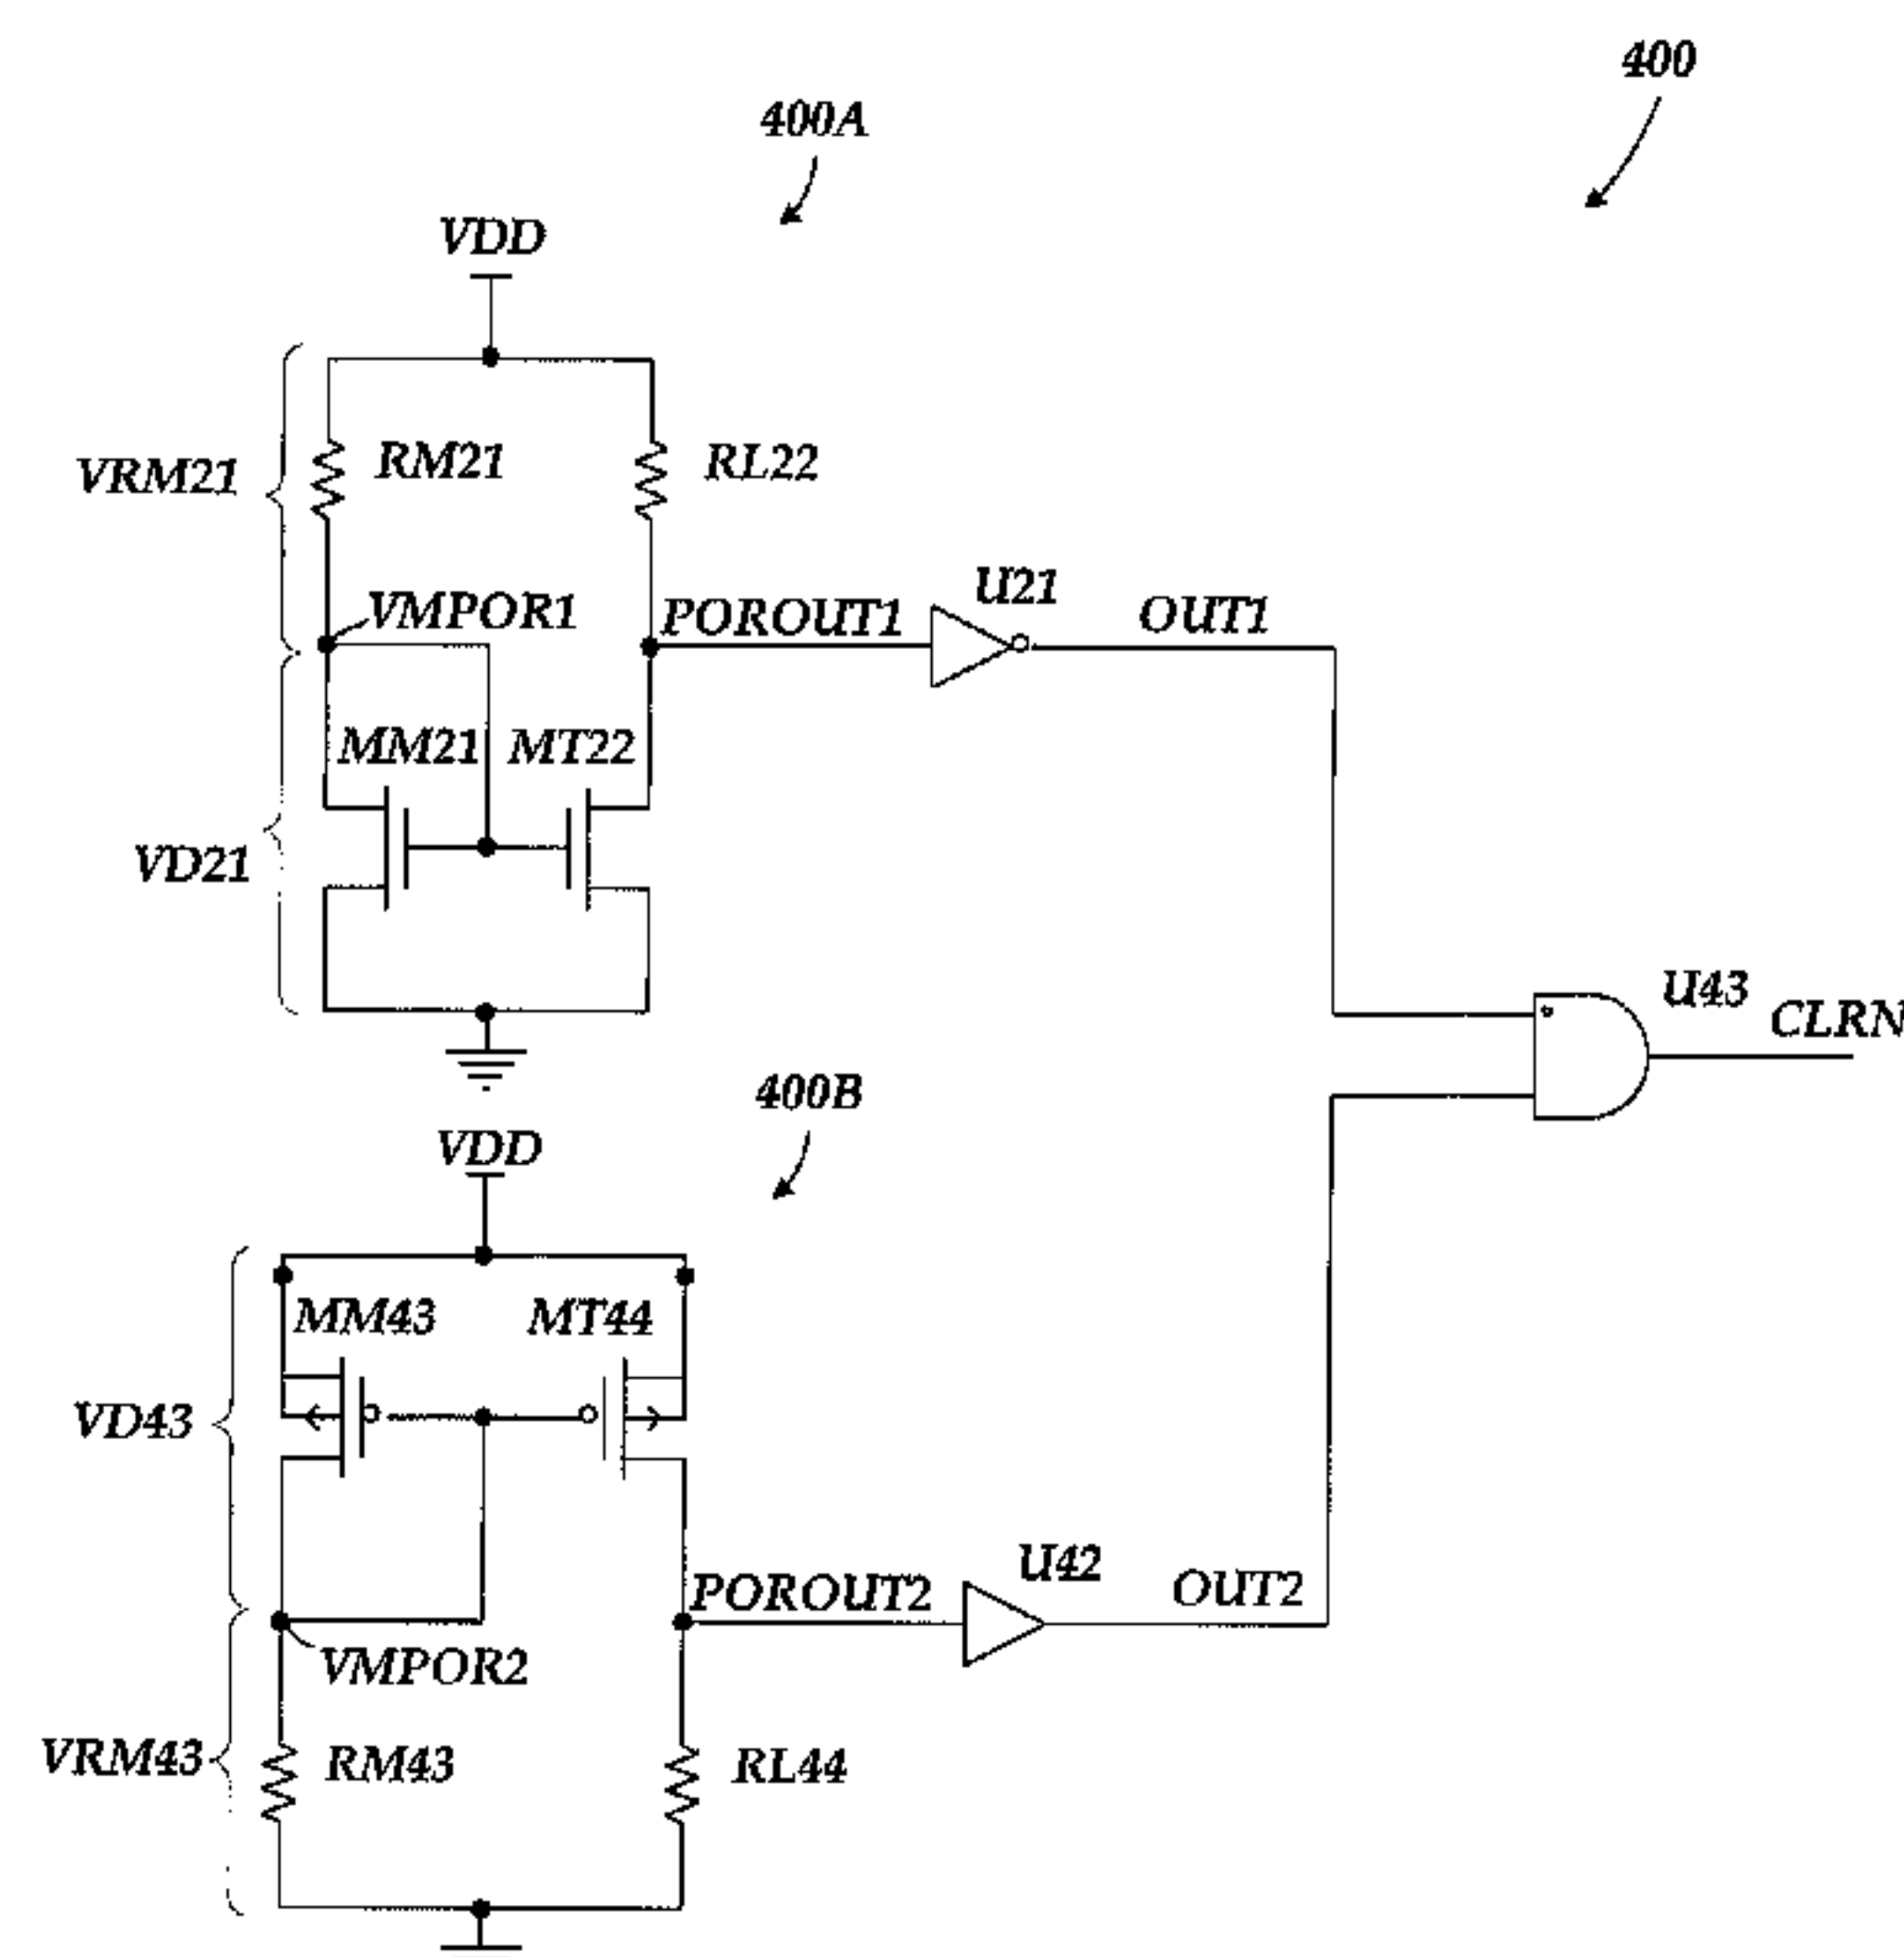 400
400A
VDD
VRM21
RM21
RL22
VMPOR1
POROUT1
U21
OUT1
MM21
MT22
VD21
U43
CLRN
400B
VDD
MM43
MT44
VD43
POROUT2
U42
OUT2
VMPOR2
VRM43
RM43
RL44